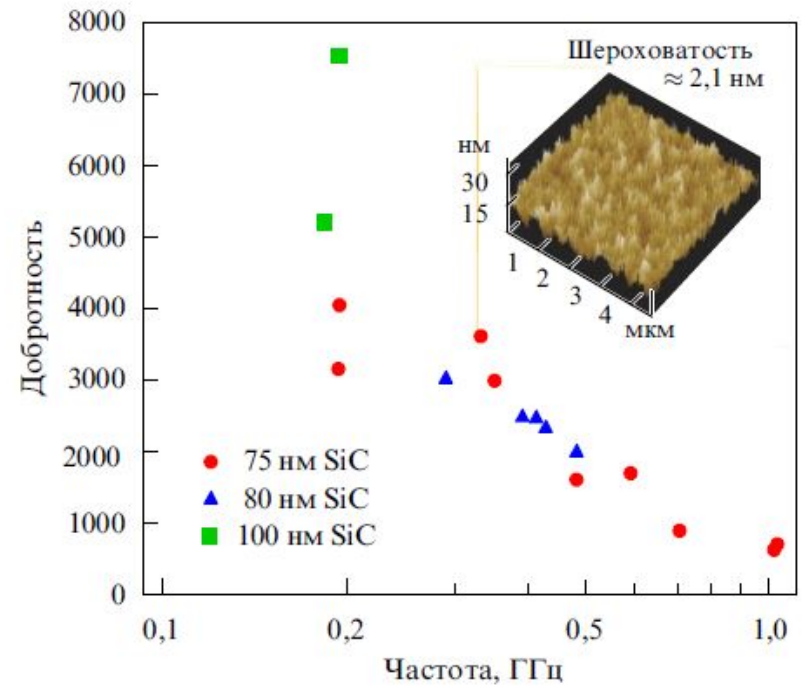 8000
7000
6000
5000
4000
3000
2000
1000
0
Добротность
Шероховатость
≈ 2,1 нм
нм
30
15
1
2
3
4
мкм
75 нм SiC
80 нм SiC
100 нм SiC
0,1
0,2
0,5
1,0
Частота, ГГц